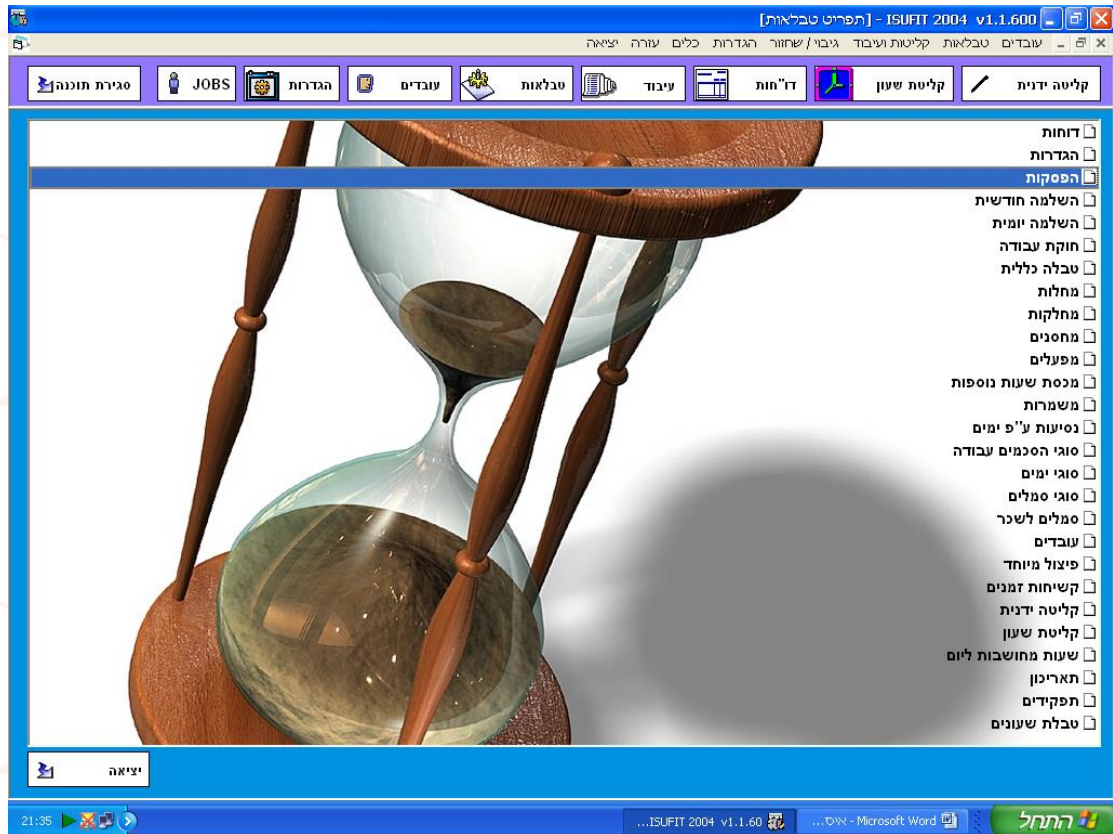 ISUFIT 2004 v1.1.600 - [תפריט טבלאות]
עובדים טבלאות קליטות ועיבוד גיבוי / שחזור הגדרות כלים עזרה יציאה
קליטה ידנית קליטת שעון דו"חות עיבוד טבלאות עובדים הגדרות JOBS סגירת תוכנה
דוחות
הגדרות
הפסקות
השלמה חודשית
השלמה יומית
חוקת עבודה
טבלה כללית
מחלות
מחלקות
מחסנים
מפעלים
מכסת שעות נוספות
משמרות
נסיעות ע"פ ימים
סוגי הסכמים עבודה
סוגי ימים
סוגי סמלים
סמלים לשכר
עובדים
פיצול מיוחד
קשיחות זמנים
קליטה ידנית
קליטת שעון
שעות מחושבות ליום
תאריכון
תפקידים
טבלת שעונים
יציאה
התחל איס... - Microsoft Word ISUFIT 2004 v1.1.60... 21:35